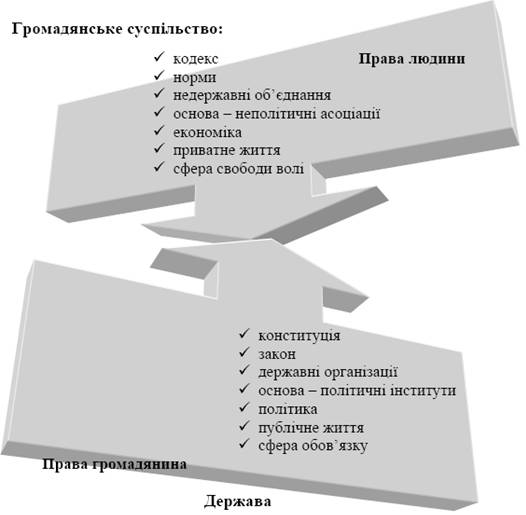 Громадянське суспільство:
✓ кодекс
Права людини
✓ норми
✓ недержавні об’єднання
✓ основа – неполітичні асоціації
✓ економіка
✓ приватне життя
✓ сфера свободи волі
✓ конституція
✓ закон
✓ державні організації
✓ основа – політичні інститути
✓ політика
✓ публічне життя
✓ сфера обов’язку
Права громадянина
Держава